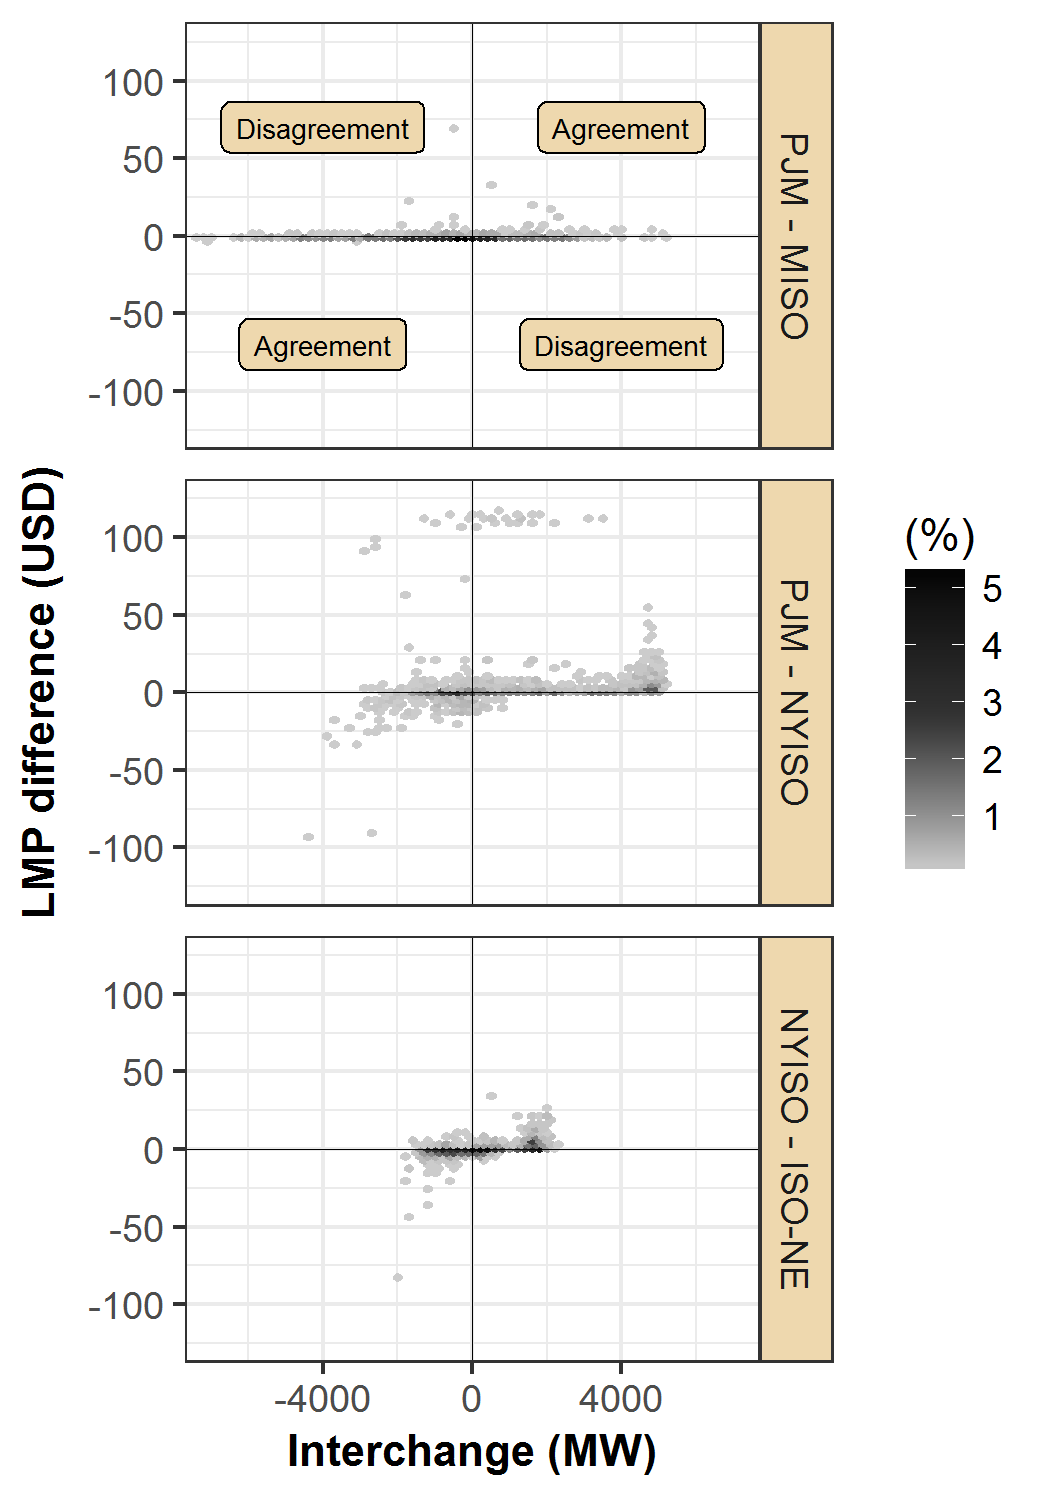 100
50
0
-50
-100
Disagreement
Agreement
Agreement
Disagreement
PJM - MISO
100
50
0
-50
-100
PJM - NYISO
100
50
0
-50
-100
NYISO - ISO-NE
-4000
0
4000
Interchange (MW)
LMP difference (USD)
(%)
5
4
3
2
1